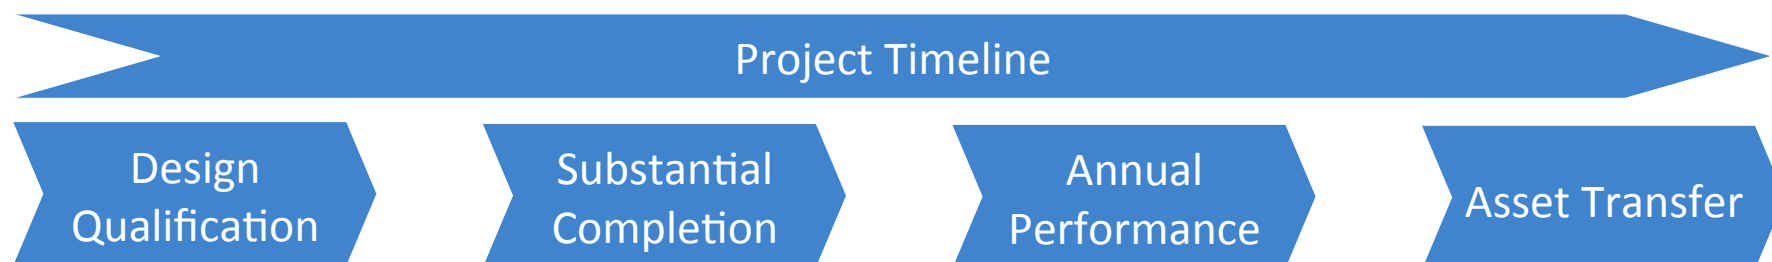 Project Timeline
Design
Qualification
Substantial
Completion
Annual
Performance
Asset Transfer